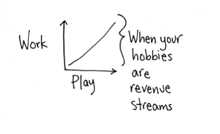 Work
Play
When your
hobbies
are
revenue
streams